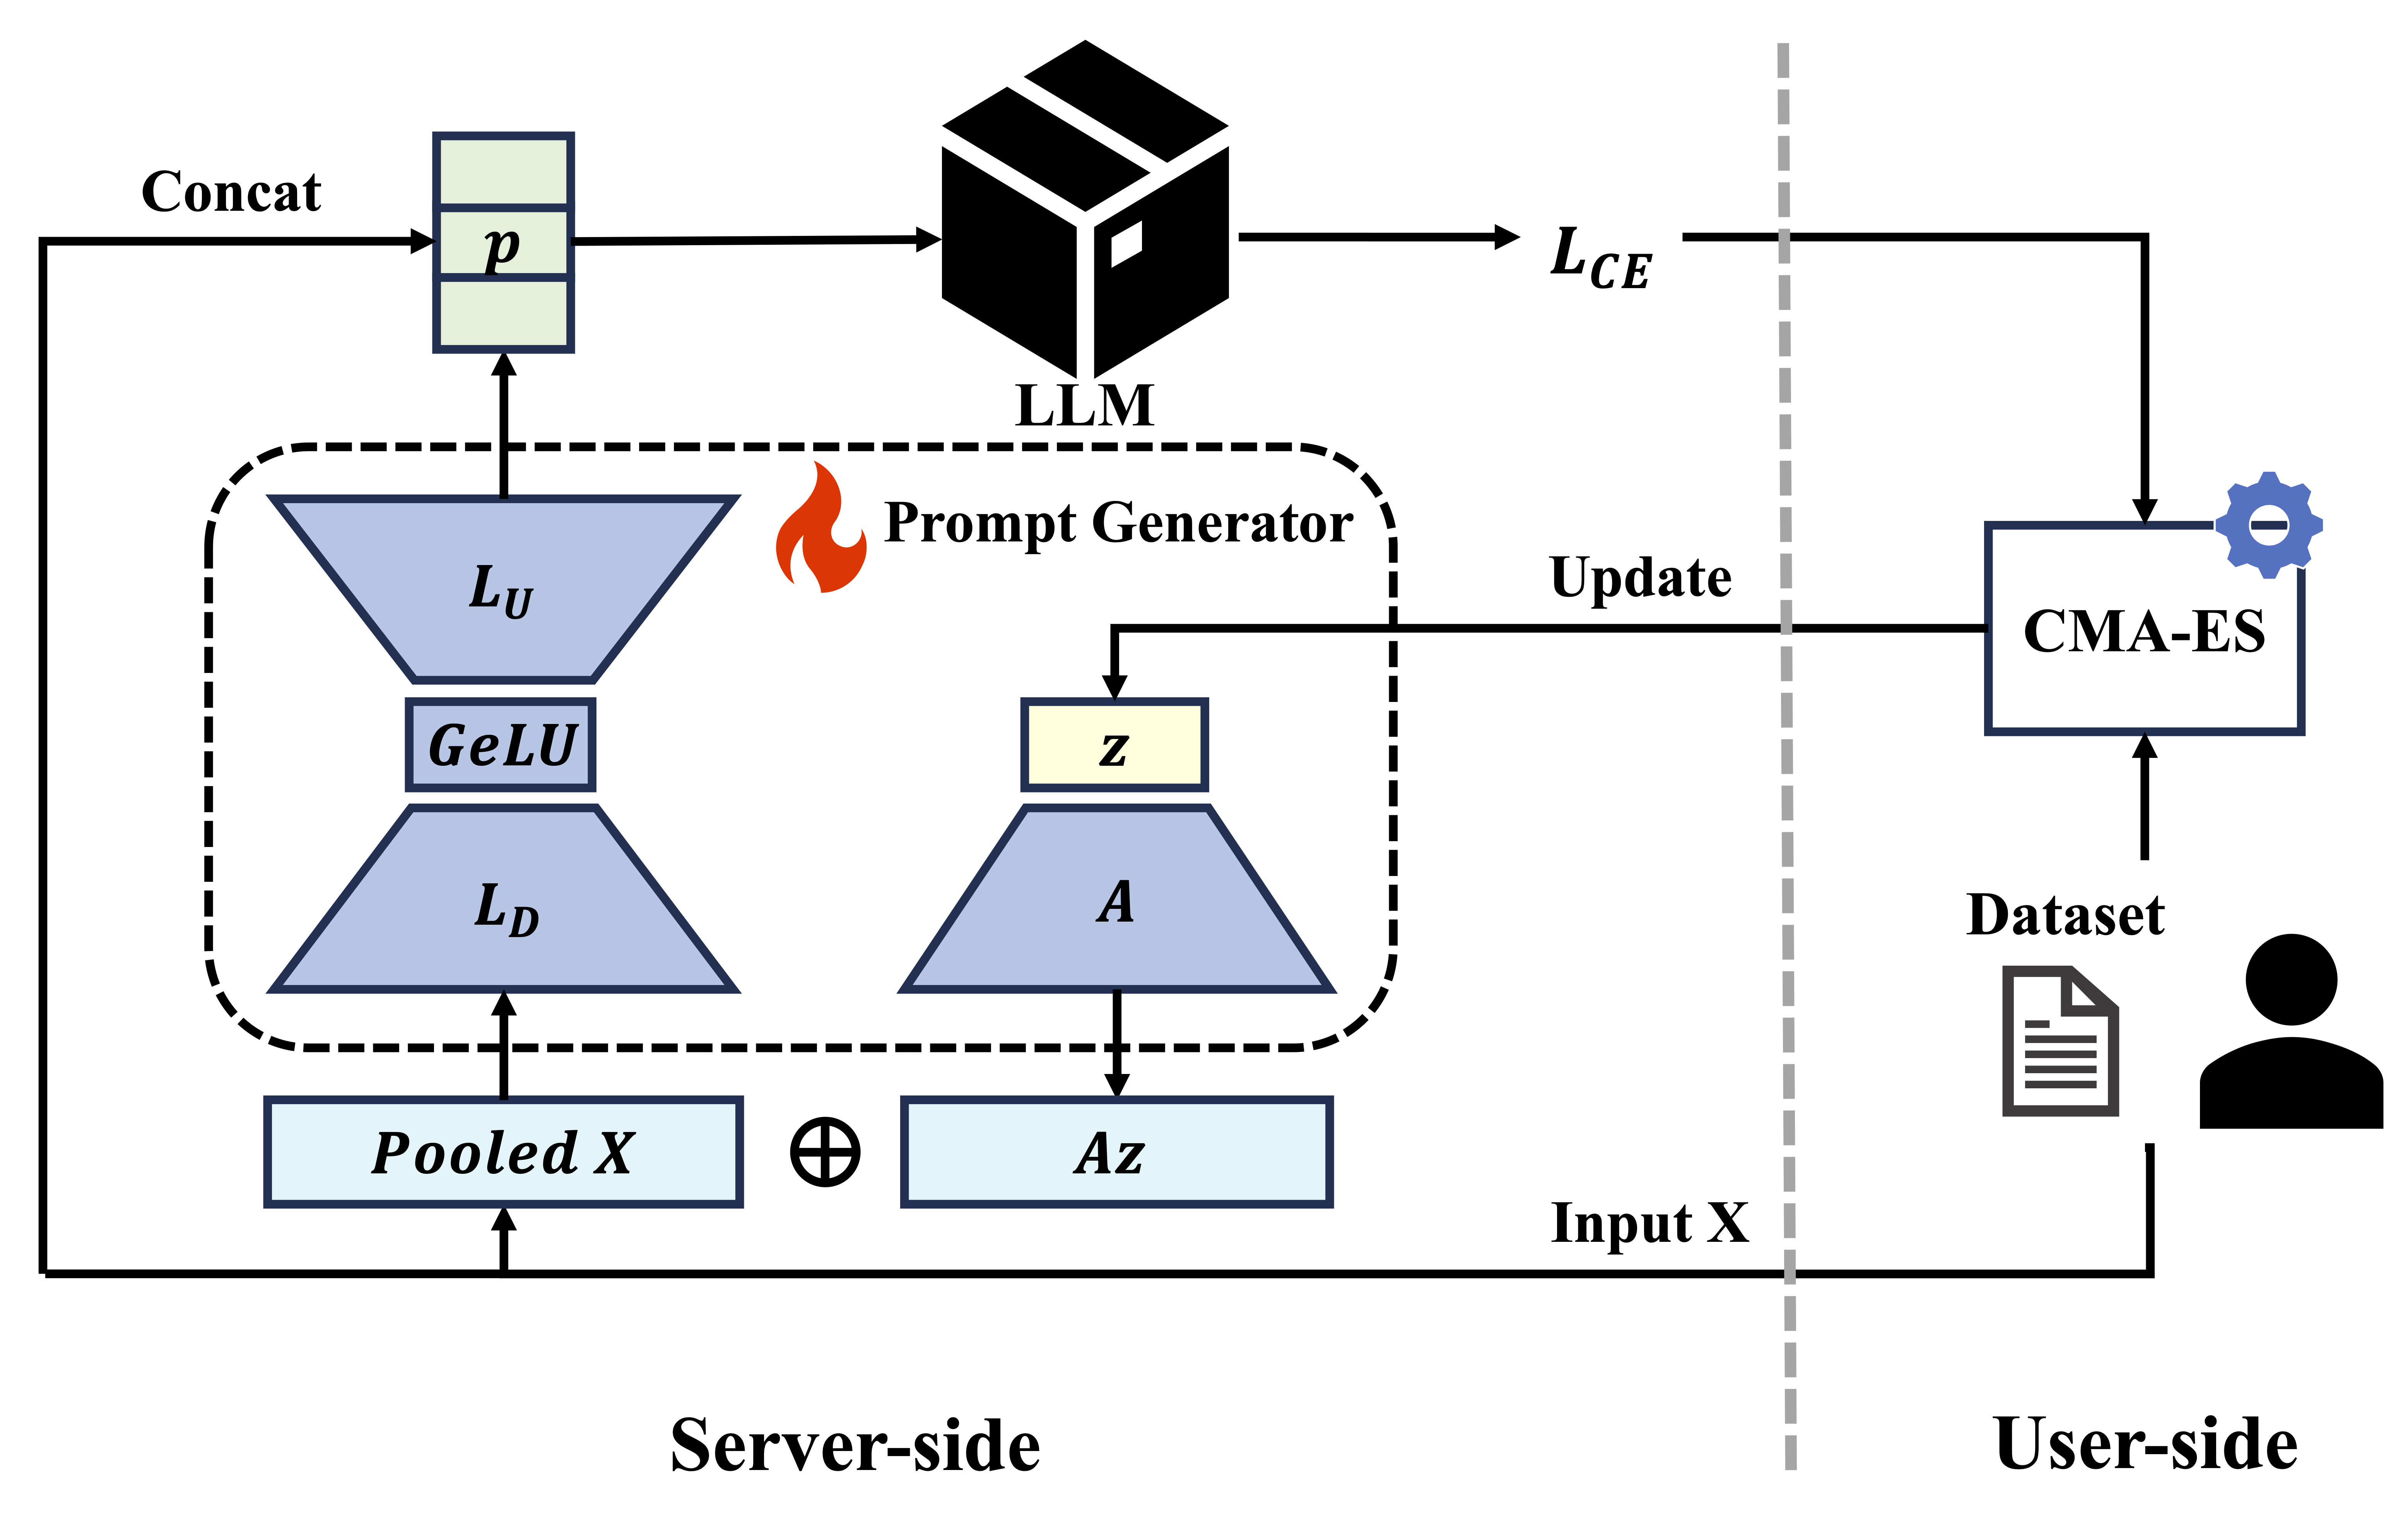 Concat
p
LLM
L_{CE}
Prompt Generator
L_U
Update
CMA-ES
GeLU
z
L_D
A
Dataset
Pooled X
⊕
Az
Input X
Server-side
User-side